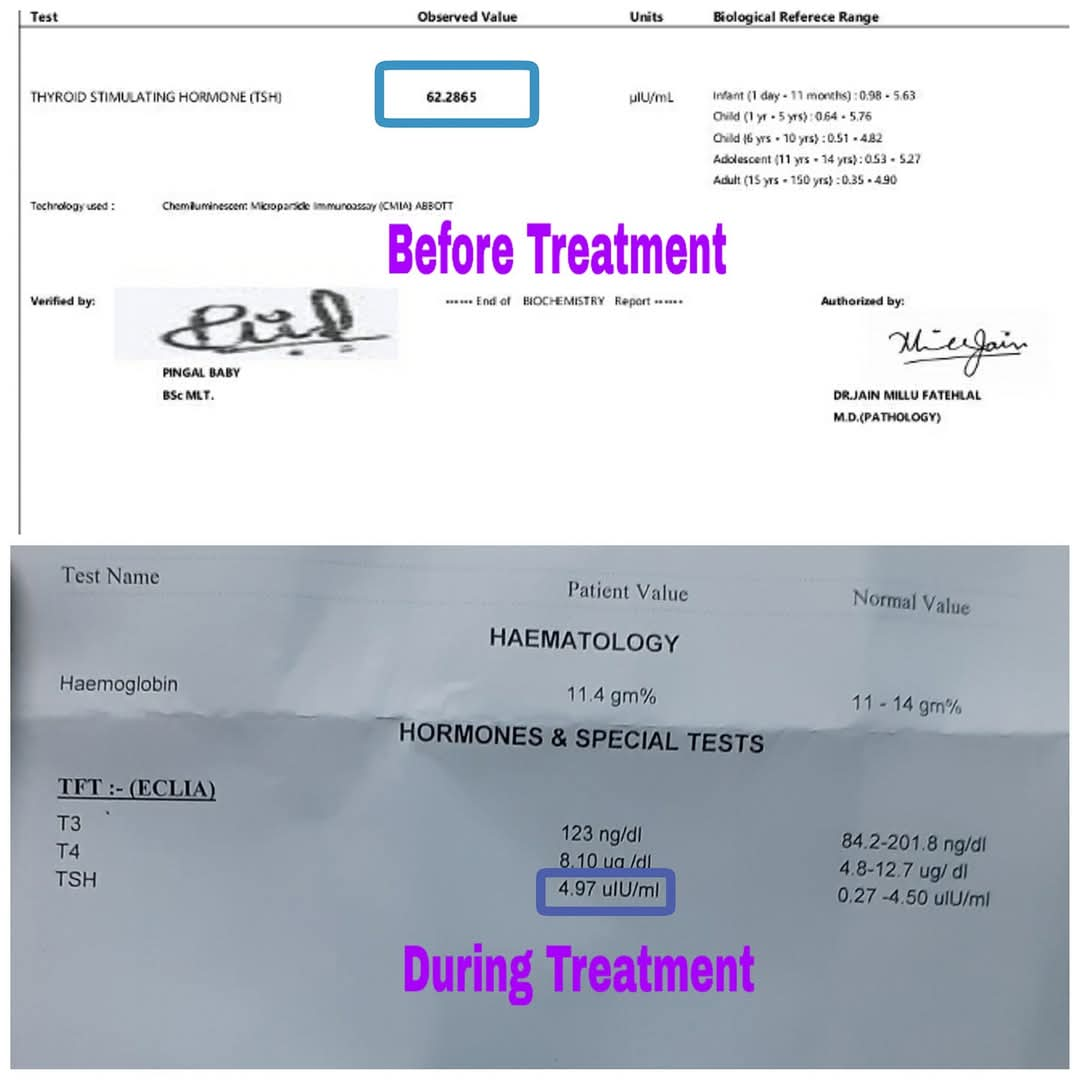 Test Observed Value Units Biological Referece Range
THYROID STIMULATING HORMONE (TSH) 62.2865 µIU/mL Infant (1 day - 11 months) : 0.98 - 5.63
Child (1 yr - 5 yrs) : 0.64 - 5.76
Child (6 yrs - 10 yrs) : 0.51 - 4.82
Adolescent (11 yrs - 14 yrs) : 0.53 - 5.27
Adult (15 yrs - 150 yrs) : 0.35 - 4.90
Technology used : Chemiluminescent Microparticle Immunoassay (CMIA) ABBOTT
Before Treatment
Verified by: ------ End of BIOCHEMISTRY Report ------ Authorized by:
PINGAL BABY
BSc MLT.
DR.JAIN MILLU FATEHLAL
M.D.(PATHOLOGY)
Test Name Patient Value Normal Value
HAEMATOLOGY
Haemoglobin 11.4 gm% 11 - 14 gm%
HORMONES & SPECIAL TESTS
TFT :- (ECLIA)
T3 123 ng/dl 84.2-201.8 ng/dl
T4 8.10 ug /dl 4.8-12.7 ug/ dl
TSH 4.97 uIU/ml 0.27 -4.50 uIU/ml
During Treatment